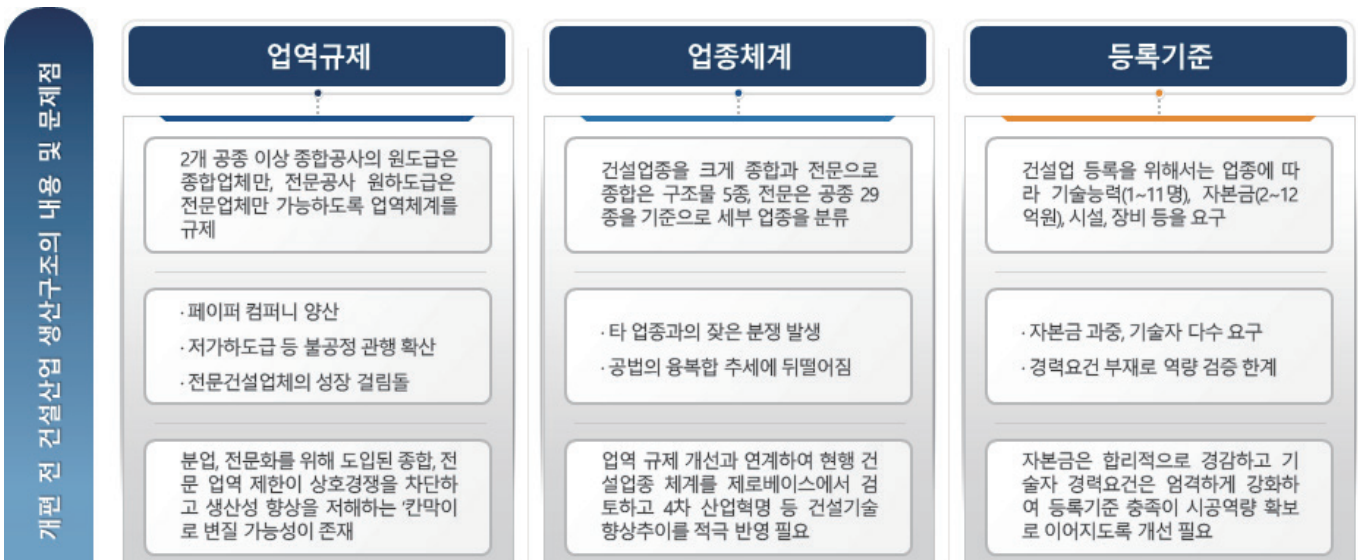 개편 전 건설산업 생산구조의 내용 및 문제점
업역규제
2개 공종 이상 종합공사의 원도급은
종합업체만, 전문공사 원하도급은
전문업체만 가능하도록 업역체계를
규제
· 페이퍼 컴퍼니 양산
· 저가하도급 등 불공정 관행 확산
· 전문건설업체의 성장 걸림돌
분업, 전문화를 위해 도입된 종합, 전
문 업역 제한이 상호경쟁을 차단하
고 생산성 향상을 저해하는 '칸막이
로 변질 가능성이 존재
업종체계
건설업종을 크게 종합과 전문으로
종합은 구조물 5종, 전문은 공종 29
종을 기준으로 세부 업종을 분류
· 타 업종과의 잦은 분쟁 발생
· 공법의 융복합 추세에 뒤떨어짐
업역 규제 개선과 연계하여 현행 건
설업종 체계를 제로베이스에서 검
토하고 4차 산업혁명 등 건설기술
향상추이를 적극 반영 필요
등록기준
건설업 등록을 위해서는 업종에 따
라 기술능력(1~11명), 자본금(2~12
억원), 시설, 장비 등을 요구
· 자본금 과중, 기술자 다수 요구
· 경력요건 부재로 역량 검증 한계
자본금은 합리적으로 경감하고 기
술자 경력요건은 엄격하게 강화하
여 등록기준 충족이 시공역량 확보
로 이어지도록 개선 필요